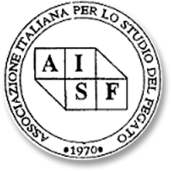 ASSOCIAZIONE ITALIANA PER LO STUDIO DEL FEGATO
A I
S F
•1970•